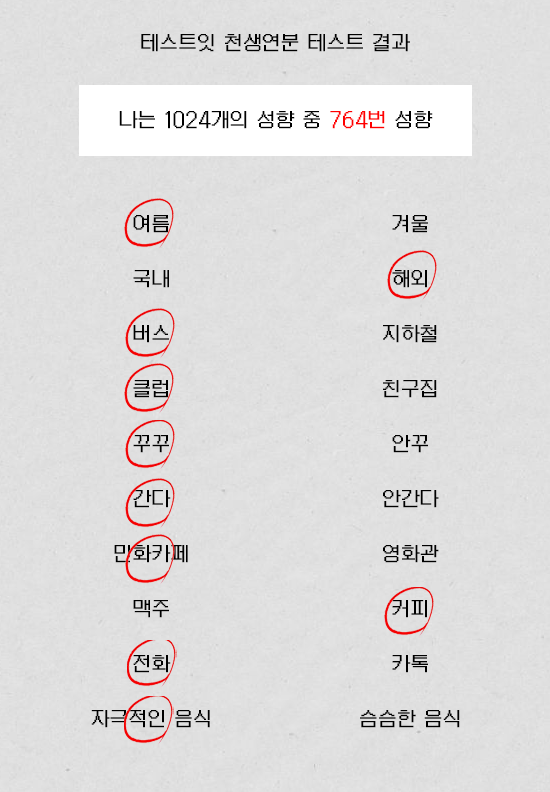 테스트잇 천생연분 테스트 결과
나는 1024개의 성향 중 764번 성향
여름 겨울
국내 해외
버스 지하철
클럽 친구집
꾸꾸 안꾸
간다 안간다
만화카페 영화관
맥주 커피
전화 카톡
자극적인 음식 슴슴한 음식